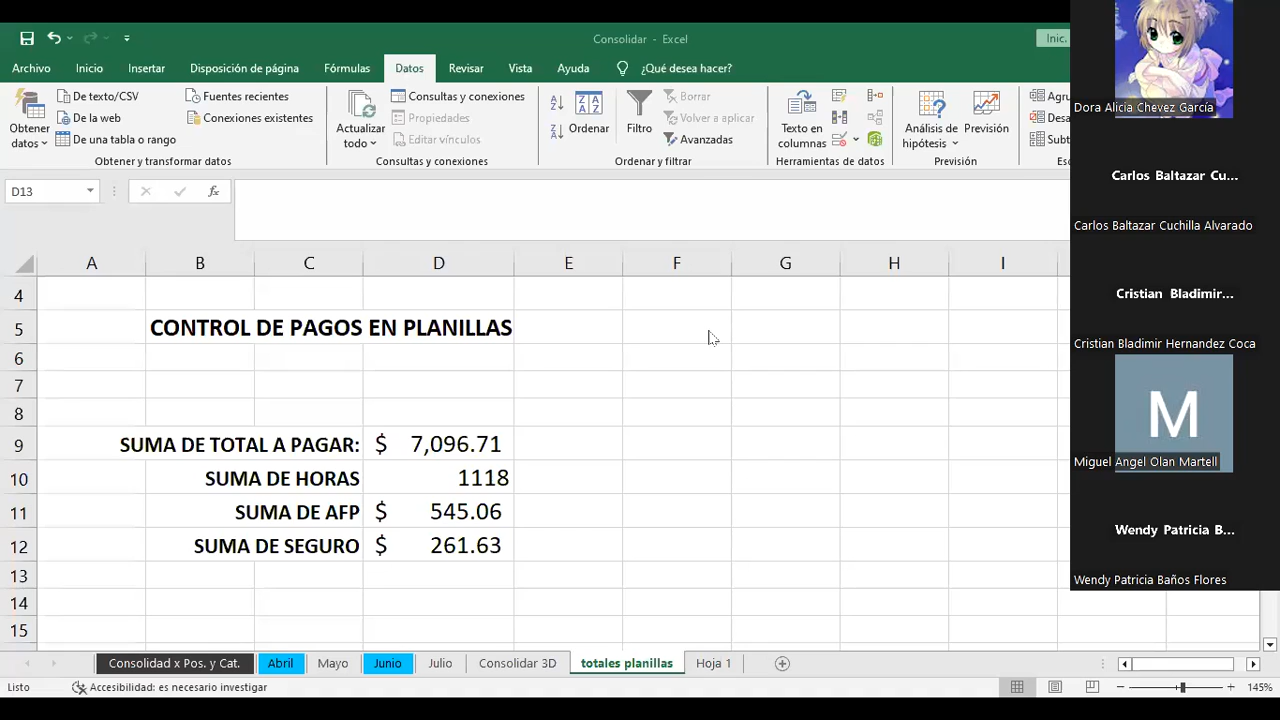 Consolidar - Excel
Inic.
Archivo Inicio Insertar Disposición de página Fórmulas Datos Revisar Vista Ayuda ¿Qué desea hacer?
Obtener datos
De texto/CSV
De la web
De una tabla o rango
Fuentes recientes
Conexiones existentes
Obtener y transformar datos
Actualizar todo
Consultas y conexiones
Propiedades
Editar vínculos
Consultas y conexiones
Ordenar
Filtro
Borrar
Volver a aplicar
Avanzadas
Ordenar y filtrar
Texto en columnas
Herramientas de datos
Análisis de hipótesis
Previsión
Previsión
Agru
Desa
Subt
D13
fx
A B C D E F G H I
4
5 CONTROL DE PAGOS EN PLANILLAS
6
7
8
9 SUMA DE TOTAL A PAGAR: $ 7,096.71
10 SUMA DE HORAS 1118
11 SUMA DE AFP $ 545.06
12 SUMA DE SEGURO $ 261.63
13
14
15
Consolidad x Pos. y Cat. Abril Mayo Junio Julio Consolidar 3D totales planillas Hoja 1
Listo Accesibilidad: es necesario investigar 145%
Dora Alicia Chevez García
Carlos Baltazar Cu...
Carlos Baltazar Cuchilla Alvarado
Cristian Bladimir...
Cristian Bladimir Hernandez Coca
M
Miguel Angel Olan Martell
Wendy Patricia B...
Wendy Patricia Baños Flores